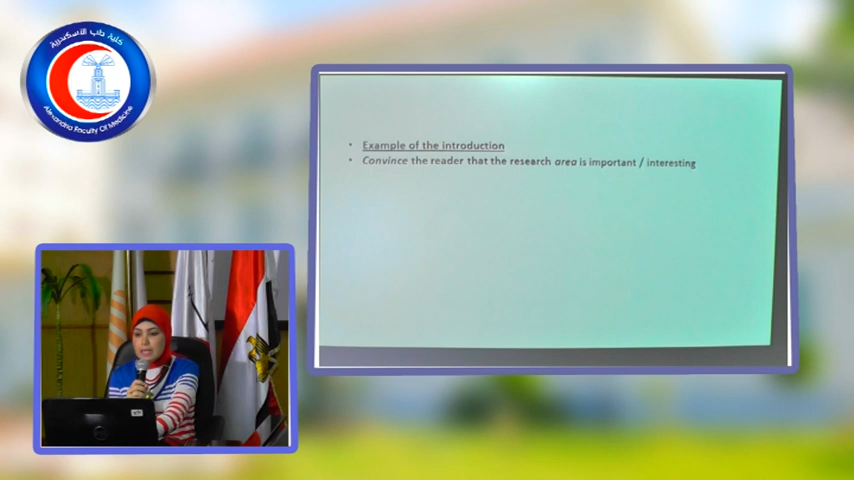 كلية طب الاسكندرية
Alexandria Faculty Of Medicine
• Example of the introduction
• Convince the reader that the research area is important / interesting